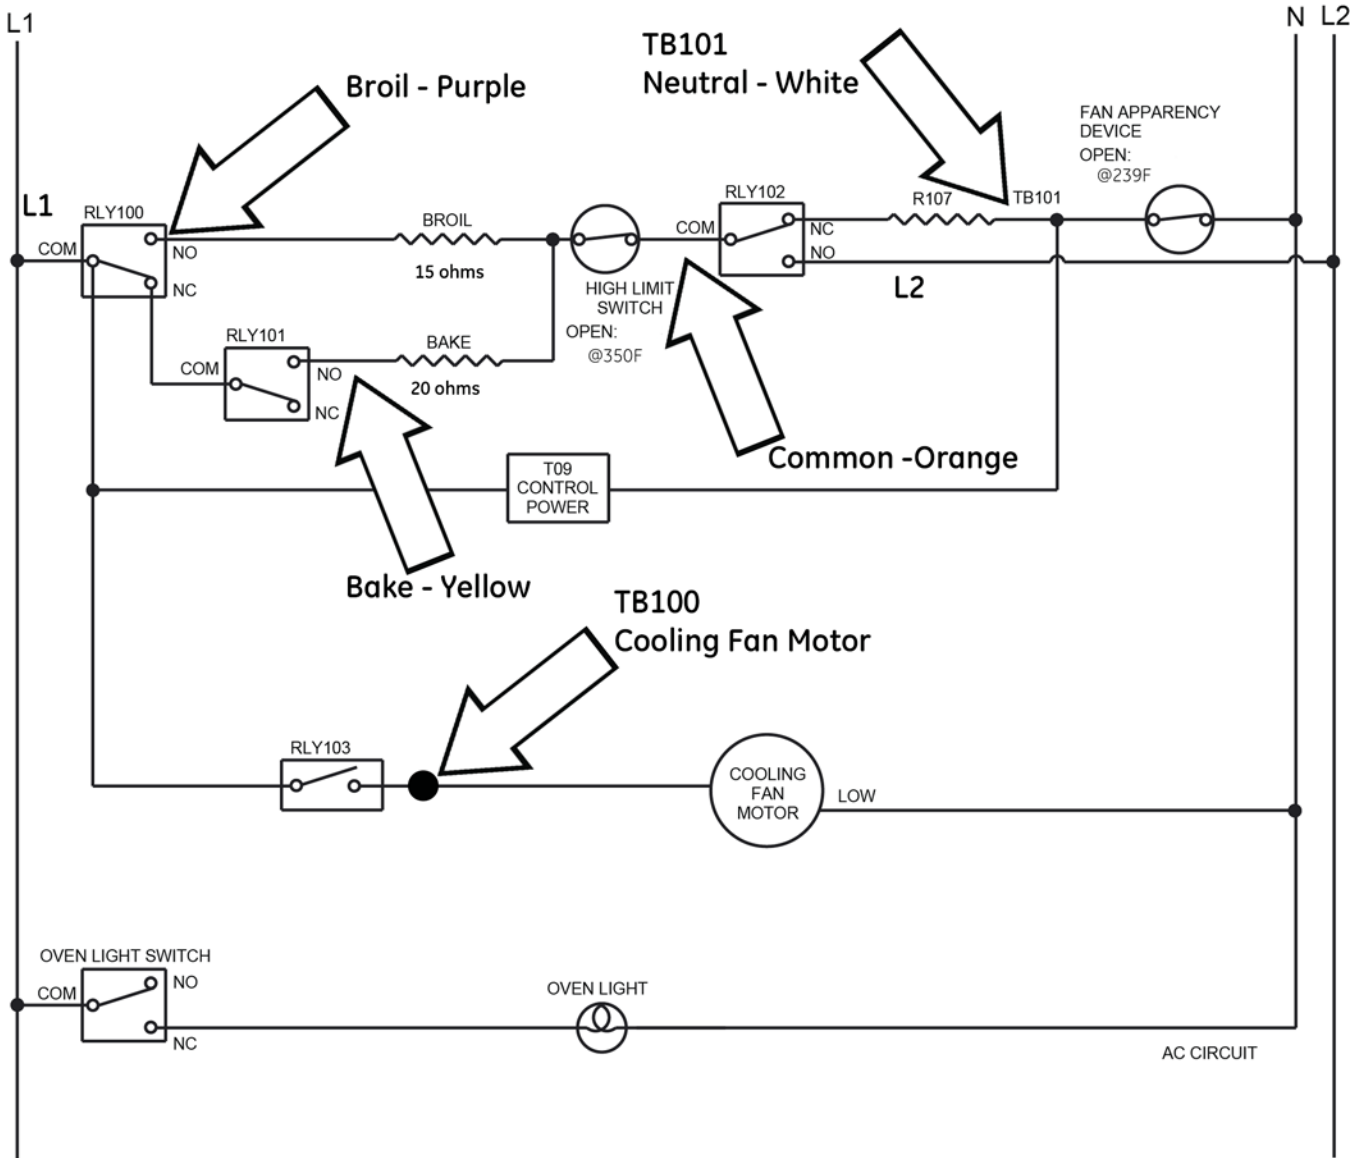 L1
N L2
TB101
Neutral - White
Broil - Purple
FAN APPARENCY
DEVICE
OPEN:
@239F
L1
RLY100
COM
NO
NC
BROIL
15 ohms
HIGH LIMIT
SWITCH
OPEN:
@350F
RLY102
COM
NC
NO
R107
TB101
L2
RLY101
COM
NO
NC
BAKE
20 ohms
Common -Orange
T09
CONTROL
POWER
Bake - Yellow
TB100
Cooling Fan Motor
RLY103
COOLING
FAN
MOTOR
LOW
OVEN LIGHT SWITCH
COM
NO
NC
OVEN LIGHT
AC CIRCUIT